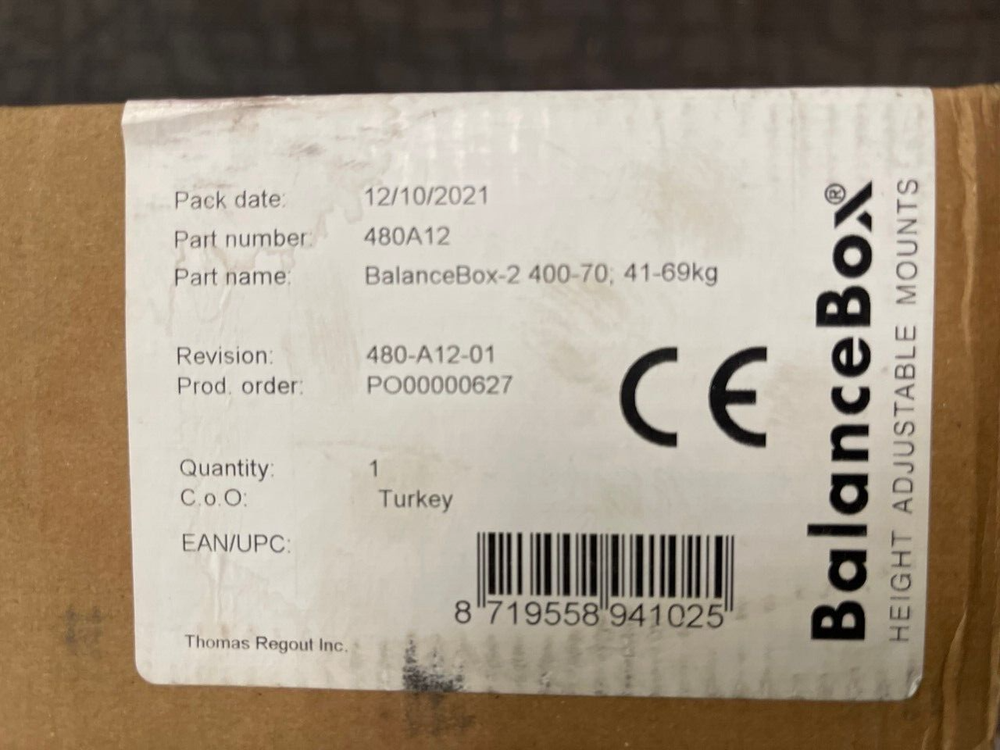 Pack date: 12/10/2021
Part number: 480A12
Part name: BalanceBox-2 400-70; 41-69kg
Revision: 480-A12-01
Prod. order: PO00000627
Quantity: 1
C.o.O: Turkey
EAN/UPC:
8 719558 941025
Thomas Regout Inc.
CE
BalanceBox®
HEIGHT ADJUSTABLE MOUNTS